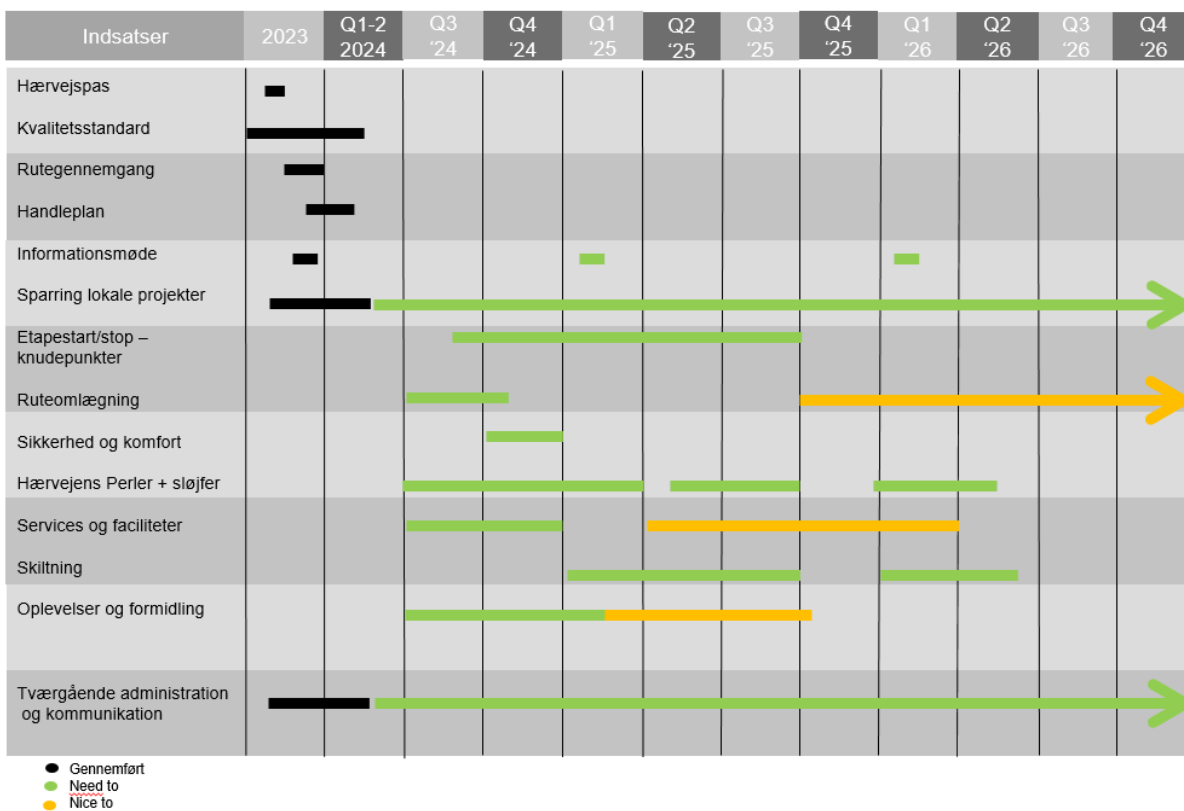 Indsatser
2023
Q1-2
2024
Q3
‘24
Q4
‘24
Q1
‘25
Q2
‘25
Q3
‘25
Q4
‘25
Q1
‘26
Q2
‘26
Q3
‘26
Q4
‘26
Hærvejspas
Kvalitetsstandard
Rutegennemgang
Handleplan
Informationsmøde
Sparring lokale projekter
Etapestart/stop –
knudepunkter
Ruteomlægning
Sikkerhed og komfort
Hærvejens Perler + sløjfer
Services og faciliteter
Skiltning
Oplevelser og formidling
Tværgående administration
og kommunikation
Gennemført
Need to
Nice to